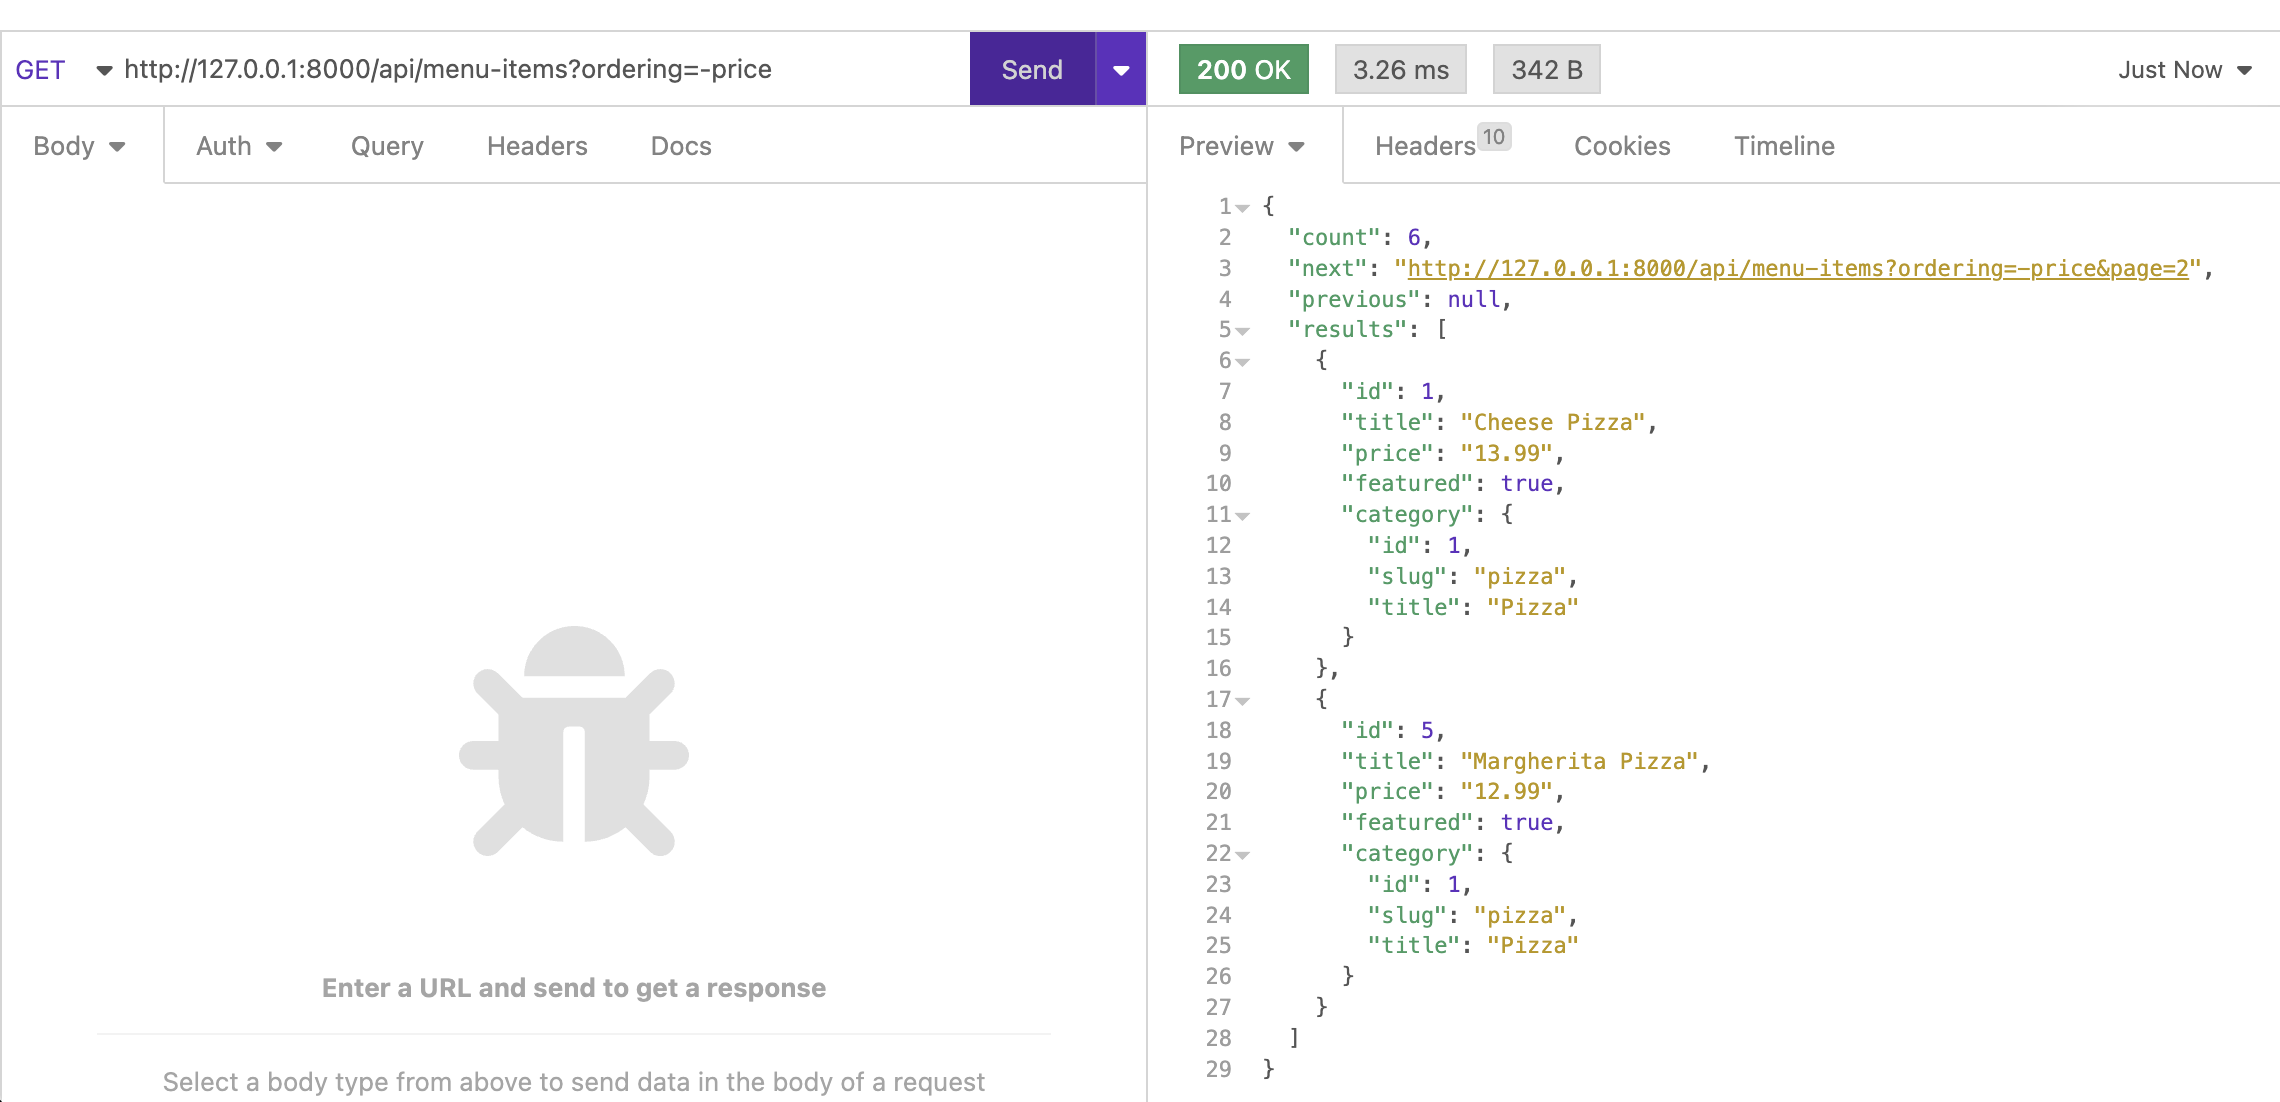 GET http://127.0.0.1:8000/api/menu-items?ordering=-price Send 200 OK 3.26 ms 342 B Just Now
Body Auth Query Headers Docs
Preview Headers 10 Cookies Timeline
Enter a URL and send to get a response
Select a body type from above to send data in the body of a request
1 {
2 "count": 6,
3 "next": "http://127.0.0.1:8000/api/menu-items?ordering=-price&page=2",
4 "previous": null,
5 "results": [
6 {
7 "id": 1,
8 "title": "Cheese Pizza",
9 "price": "13.99",
10 "featured": true,
11 "category": {
12 "id": 1,
13 "slug": "pizza",
14 "title": "Pizza"
15 }
16 },
17 {
18 "id": 5,
19 "title": "Margherita Pizza",
20 "price": "12.99",
21 "featured": true,
22 "category": {
23 "id": 1,
24 "slug": "pizza",
25 "title": "Pizza"
26 }
27 }
28 ]
29 }